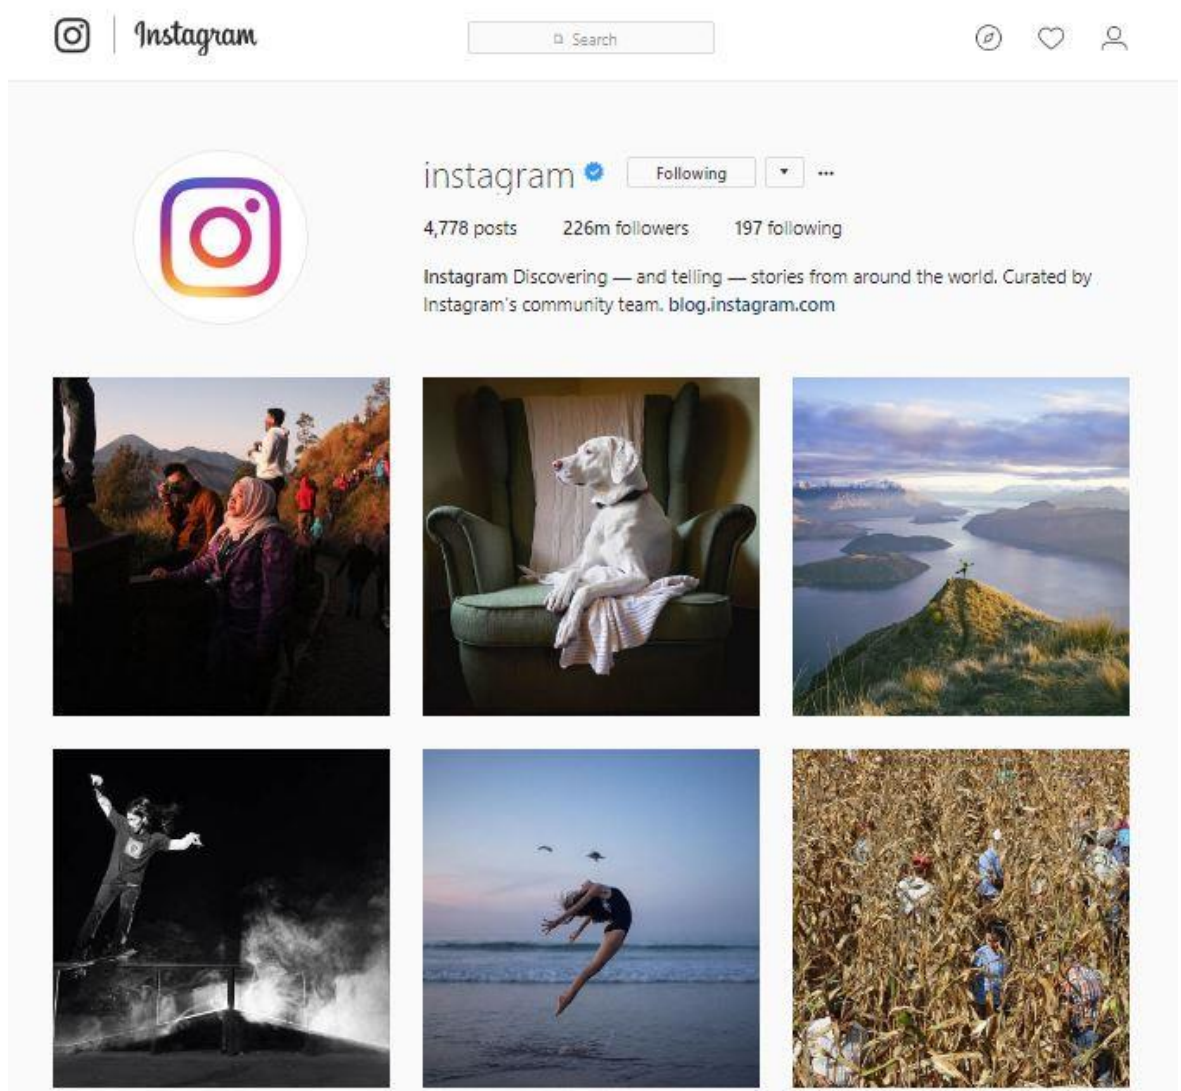 Instagram
Search
instagram Following
4,778 posts 226m followers 197 following
Instagram Discovering — and telling — stories from around the world. Curated by
Instagram's community team. blog.instagram.com